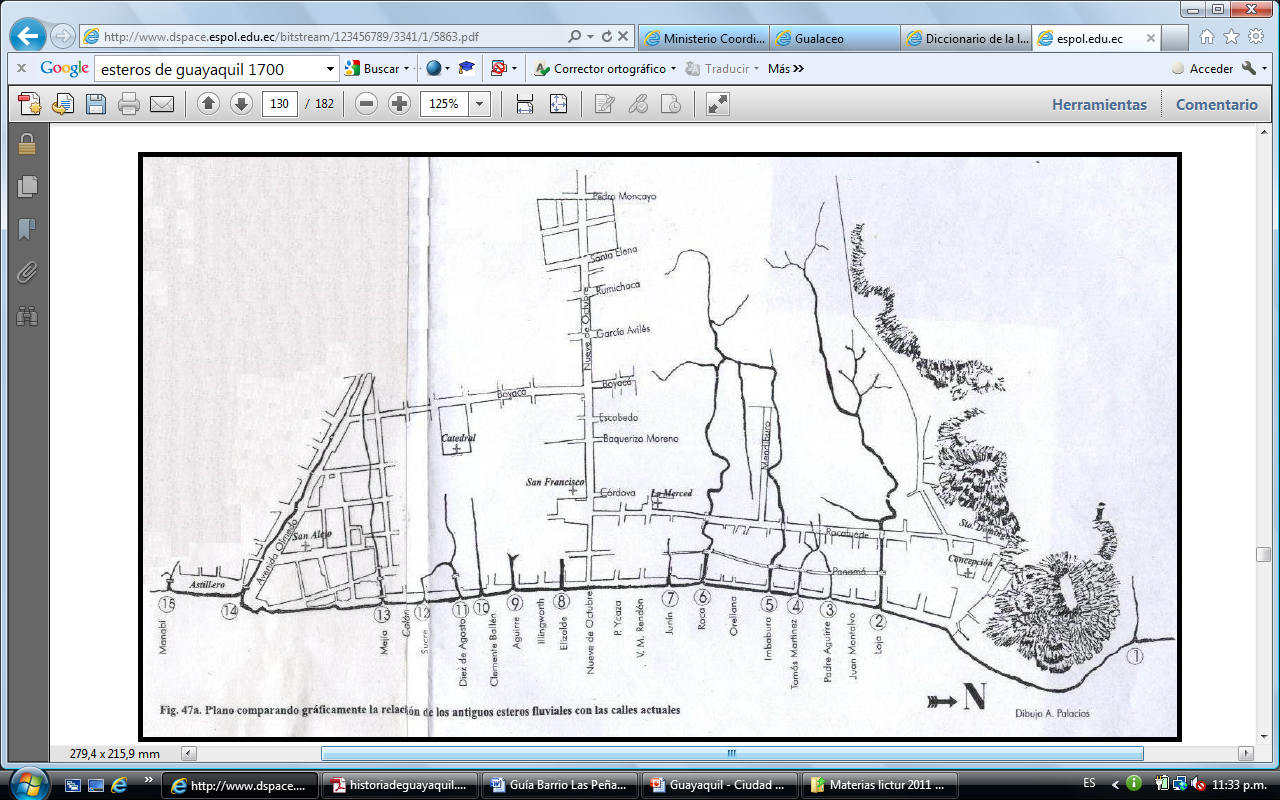 http://www.dspace.espol.edu.ec/bitstream/123456789/3341/1/5863.pdf
Ministerio Coordi...
Gualaceo
Diccionario de la l...
espol.edu.ec
Google
esteros de guayaquil 1700
Buscar
Corrector ortográfico
Traducir
Más
Acceder
130 / 182
125%
Herramientas
Comentario
Pedro Moncayo
Santa Elena
Rumichaca
Nueve de Octubre
García Avilés
Boyacá
Boyacá
Escobedo
Catedral
Baquerizo Moreno
Mendiburo
San Francisco
Córdova
La Merced
Rocafuerte
Sto. Domingo
San Alejo
Avenida Olmedo
Concepción
Panamá
Astillero
15
14
13
12
11
10
9
8
7
6
5
4
3
2
1
Manabí
Mejía
Colón
Sucre
Diez de Agosto
Clemente Ballén
Aguirre
Illingworth
Elizalde
Nueve de Octubre
P. Ycaza
V. M. Rendón
Junín
Roca
Orellana
Imbabura
Tomás Martínez
Padre Aguirre
Juan Montalvo
Loja
N
Fig. 47a. Plano comparando gráficamente la relación de los antiguos esteros fluviales con las calles actuales
Dibujo A. Palacios
279,4 x 215,9 mm
http://www.dspace....
historiadeguayaquil....
Guía Barrio Las Peña...
Guayaquil - Ciudad ...
Materias lictur 2011 ...
ES
11:33 p.m.